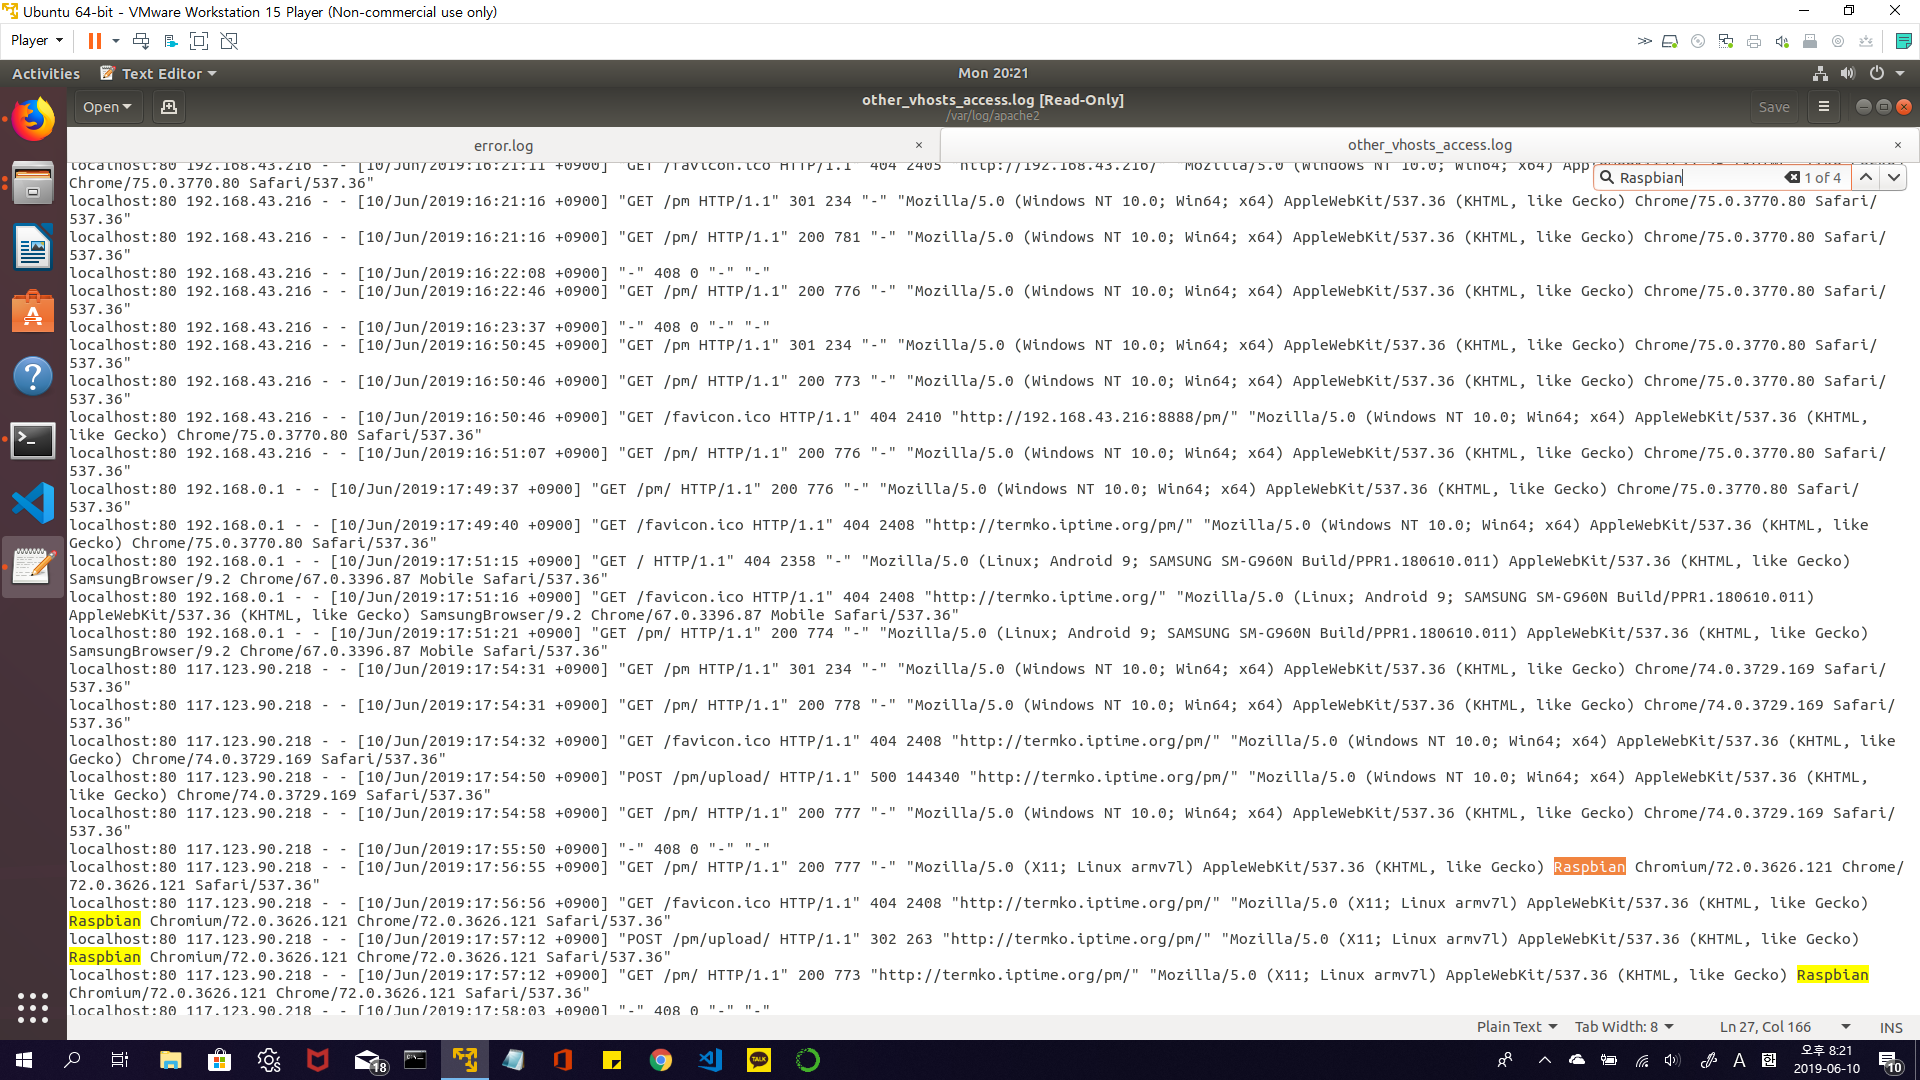 Ubuntu 64-bit - VMware Workstation 15 Player (Non-commercial use only)
Player
Activities Text Editor Mon 20:21
Open other_vhosts_access.log [Read-Only] Save
/var/log/apache2
error.log × other_vhosts_access.log ×
Raspbian 1 of 4
localhost:80 192.168.43.216 - - [10/Jun/2019:16:21:11 +0900] "GET /favicon.ico HTTP/1.1" 404 2405 "http://192.168.43.216/" "Mozilla/5.0 (Windows NT 10.0; Win64; x64)
Chrome/75.0.3770.80 Safari/537.36"
localhost:80 192.168.43.216 - - [10/Jun/2019:16:21:16 +0900] "GET /pm HTTP/1.1" 301 234 "-" "Mozilla/5.0 (Windows NT 10.0; Win64; x64) AppleWebKit/537.36 (KHTML, like Gecko) Chrome/75.0.3770.80 Safari/
537.36"
localhost:80 192.168.43.216 - - [10/Jun/2019:16:21:16 +0900] "GET /pm/ HTTP/1.1" 200 781 "-" "Mozilla/5.0 (Windows NT 10.0; Win64; x64) AppleWebKit/537.36 (KHTML, like Gecko) Chrome/75.0.3770.80 Safari/
537.36"
localhost:80 192.168.43.216 - - [10/Jun/2019:16:22:08 +0900] "-" 408 0 "-" "-"
localhost:80 192.168.43.216 - - [10/Jun/2019:16:22:46 +0900] "GET /pm/ HTTP/1.1" 200 776 "-" "Mozilla/5.0 (Windows NT 10.0; Win64; x64) AppleWebKit/537.36 (KHTML, like Gecko) Chrome/75.0.3770.80 Safari/
537.36"
localhost:80 192.168.43.216 - - [10/Jun/2019:16:23:37 +0900] "-" 408 0 "-" "-"
localhost:80 192.168.43.216 - - [10/Jun/2019:16:50:45 +0900] "GET /pm HTTP/1.1" 301 234 "-" "Mozilla/5.0 (Windows NT 10.0; Win64; x64) AppleWebKit/537.36 (KHTML, like Gecko) Chrome/75.0.3770.80 Safari/
537.36"
localhost:80 192.168.43.216 - - [10/Jun/2019:16:50:46 +0900] "GET /pm/ HTTP/1.1" 200 773 "-" "Mozilla/5.0 (Windows NT 10.0; Win64; x64) AppleWebKit/537.36 (KHTML, like Gecko) Chrome/75.0.3770.80 Safari/
537.36"
localhost:80 192.168.43.216 - - [10/Jun/2019:16:50:46 +0900] "GET /favicon.ico HTTP/1.1" 404 2410 "http://192.168.43.216:8888/pm/" "Mozilla/5.0 (Windows NT 10.0; Win64; x64) AppleWebKit/537.36 (KHTML,
like Gecko) Chrome/75.0.3770.80 Safari/537.36"
localhost:80 192.168.43.216 - - [10/Jun/2019:16:51:07 +0900] "GET /pm/ HTTP/1.1" 200 776 "-" "Mozilla/5.0 (Windows NT 10.0; Win64; x64) AppleWebKit/537.36 (KHTML, like Gecko) Chrome/75.0.3770.80 Safari/
537.36"
localhost:80 192.168.0.1 - - [10/Jun/2019:17:49:37 +0900] "GET /pm/ HTTP/1.1" 200 776 "-" "Mozilla/5.0 (Windows NT 10.0; Win64; x64) AppleWebKit/537.36 (KHTML, like Gecko) Chrome/75.0.3770.80 Safari/
537.36"
localhost:80 192.168.0.1 - - [10/Jun/2019:17:49:40 +0900] "GET /favicon.ico HTTP/1.1" 404 2408 "http://termko.iptime.org/pm/" "Mozilla/5.0 (Windows NT 10.0; Win64; x64) AppleWebKit/537.36 (KHTML, like
Gecko) Chrome/75.0.3770.80 Safari/537.36"
localhost:80 192.168.0.1 - - [10/Jun/2019:17:51:15 +0900] "GET / HTTP/1.1" 404 2358 "-" "Mozilla/5.0 (Linux; Android 9; SAMSUNG SM-G960N Build/PPR1.180610.011) AppleWebKit/537.36 (KHTML, like Gecko)
SamsungBrowser/9.2 Chrome/67.0.3396.87 Mobile Safari/537.36"
localhost:80 192.168.0.1 - - [10/Jun/2019:17:51:16 +0900] "GET /favicon.ico HTTP/1.1" 404 2408 "http://termko.iptime.org/" "Mozilla/5.0 (Linux; Android 9; SAMSUNG SM-G960N Build/PPR1.180610.011)
AppleWebKit/537.36 (KHTML, like Gecko) SamsungBrowser/9.2 Chrome/67.0.3396.87 Mobile Safari/537.36"
localhost:80 192.168.0.1 - - [10/Jun/2019:17:51:21 +0900] "GET /pm/ HTTP/1.1" 200 774 "-" "Mozilla/5.0 (Linux; Android 9; SAMSUNG SM-G960N Build/PPR1.180610.011) AppleWebKit/537.36 (KHTML, like Gecko)
SamsungBrowser/9.2 Chrome/67.0.3396.87 Mobile Safari/537.36"
localhost:80 117.123.90.218 - - [10/Jun/2019:17:54:31 +0900] "GET /pm HTTP/1.1" 301 234 "-" "Mozilla/5.0 (Windows NT 10.0; Win64; x64) AppleWebKit/537.36 (KHTML, like Gecko) Chrome/74.0.3729.169 Safari/
537.36"
localhost:80 117.123.90.218 - - [10/Jun/2019:17:54:31 +0900] "GET /pm/ HTTP/1.1" 200 778 "-" "Mozilla/5.0 (Windows NT 10.0; Win64; x64) AppleWebKit/537.36 (KHTML, like Gecko) Chrome/74.0.3729.169 Safari/
537.36"
localhost:80 117.123.90.218 - - [10/Jun/2019:17:54:32 +0900] "GET /favicon.ico HTTP/1.1" 404 2408 "http://termko.iptime.org/pm/" "Mozilla/5.0 (Windows NT 10.0; Win64; x64) AppleWebKit/537.36 (KHTML, like
Gecko) Chrome/74.0.3729.169 Safari/537.36"
localhost:80 117.123.90.218 - - [10/Jun/2019:17:54:50 +0900] "POST /pm/upload/ HTTP/1.1" 500 144340 "http://termko.iptime.org/pm/" "Mozilla/5.0 (Windows NT 10.0; Win64; x64) AppleWebKit/537.36 (KHTML,
like Gecko) Chrome/74.0.3729.169 Safari/537.36"
localhost:80 117.123.90.218 - - [10/Jun/2019:17:54:58 +0900] "GET /pm/ HTTP/1.1" 200 777 "-" "Mozilla/5.0 (Windows NT 10.0; Win64; x64) AppleWebKit/537.36 (KHTML, like Gecko) Chrome/74.0.3729.169 Safari/
537.36"
localhost:80 117.123.90.218 - - [10/Jun/2019:17:55:50 +0900] "-" 408 0 "-" "-"
localhost:80 117.123.90.218 - - [10/Jun/2019:17:56:55 +0900] "GET /pm/ HTTP/1.1" 200 777 "-" "Mozilla/5.0 (X11; Linux armv7l) AppleWebKit/537.36 (KHTML, like Gecko) Raspbian Chromium/72.0.3626.121 Chrome/
72.0.3626.121 Safari/537.36"
localhost:80 117.123.90.218 - - [10/Jun/2019:17:56:56 +0900] "GET /favicon.ico HTTP/1.1" 404 2408 "http://termko.iptime.org/pm/" "Mozilla/5.0 (X11; Linux armv7l) AppleWebKit/537.36 (KHTML, like Gecko)
Raspbian Chromium/72.0.3626.121 Chrome/72.0.3626.121 Safari/537.36"
localhost:80 117.123.90.218 - - [10/Jun/2019:17:57:12 +0900] "POST /pm/upload/ HTTP/1.1" 302 263 "http://termko.iptime.org/pm/" "Mozilla/5.0 (X11; Linux armv7l) AppleWebKit/537.36 (KHTML, like Gecko)
Raspbian Chromium/72.0.3626.121 Chrome/72.0.3626.121 Safari/537.36"
localhost:80 117.123.90.218 - - [10/Jun/2019:17:57:12 +0900] "GET /pm/ HTTP/1.1" 200 773 "http://termko.iptime.org/pm/" "Mozilla/5.0 (X11; Linux armv7l) AppleWebKit/537.36 (KHTML, like Gecko) Raspbian
Chromium/72.0.3626.121 Chrome/72.0.3626.121 Safari/537.36"
localhost:80 117.123.90.218 - - [10/Jun/2019:17:58:03 +0900] "-" 408 0 "-" "-"
Plain Text Tab Width: 8 Ln 27, Col 166 INS
18 TALK A 오후 8:21
2019-06-10 10